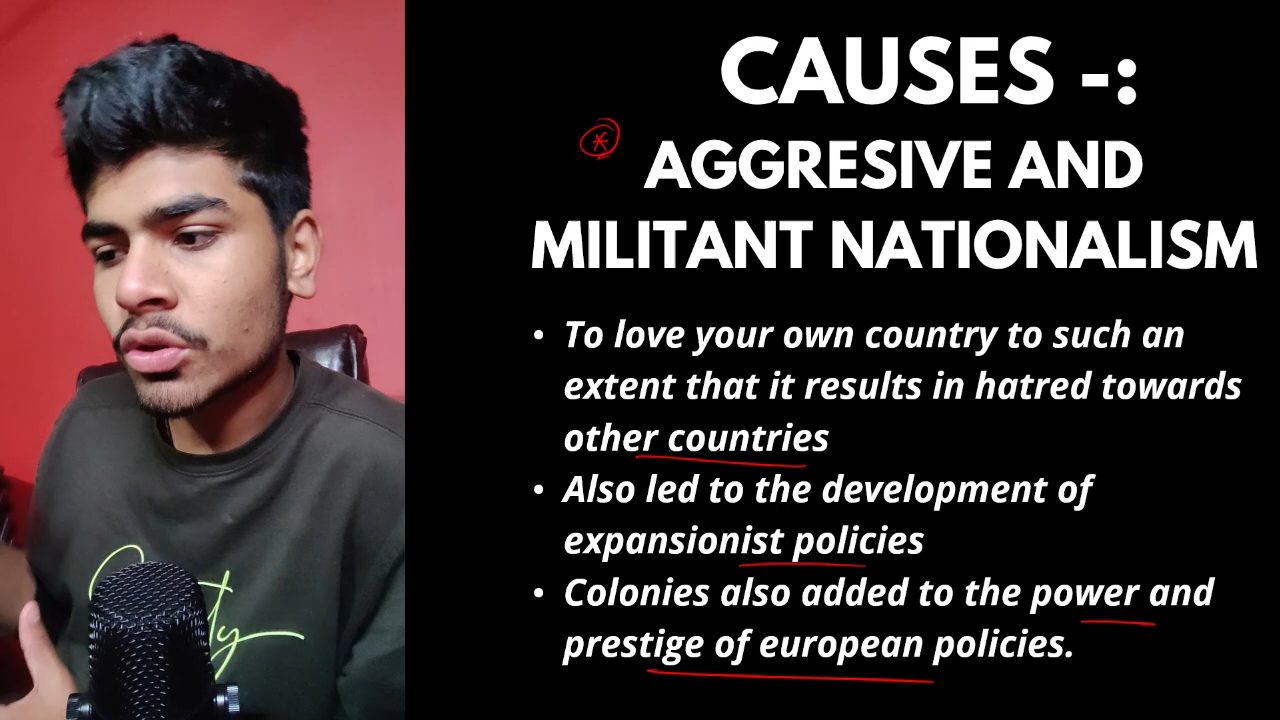 CAUSES -:
AGGRESIVE AND
MILITANT NATIONALISM
• To love your own country to such an
extent that it results in hatred towards
other countries
• Also led to the development of
expansionist policies
• Colonies also added to the power and
prestige of european policies.